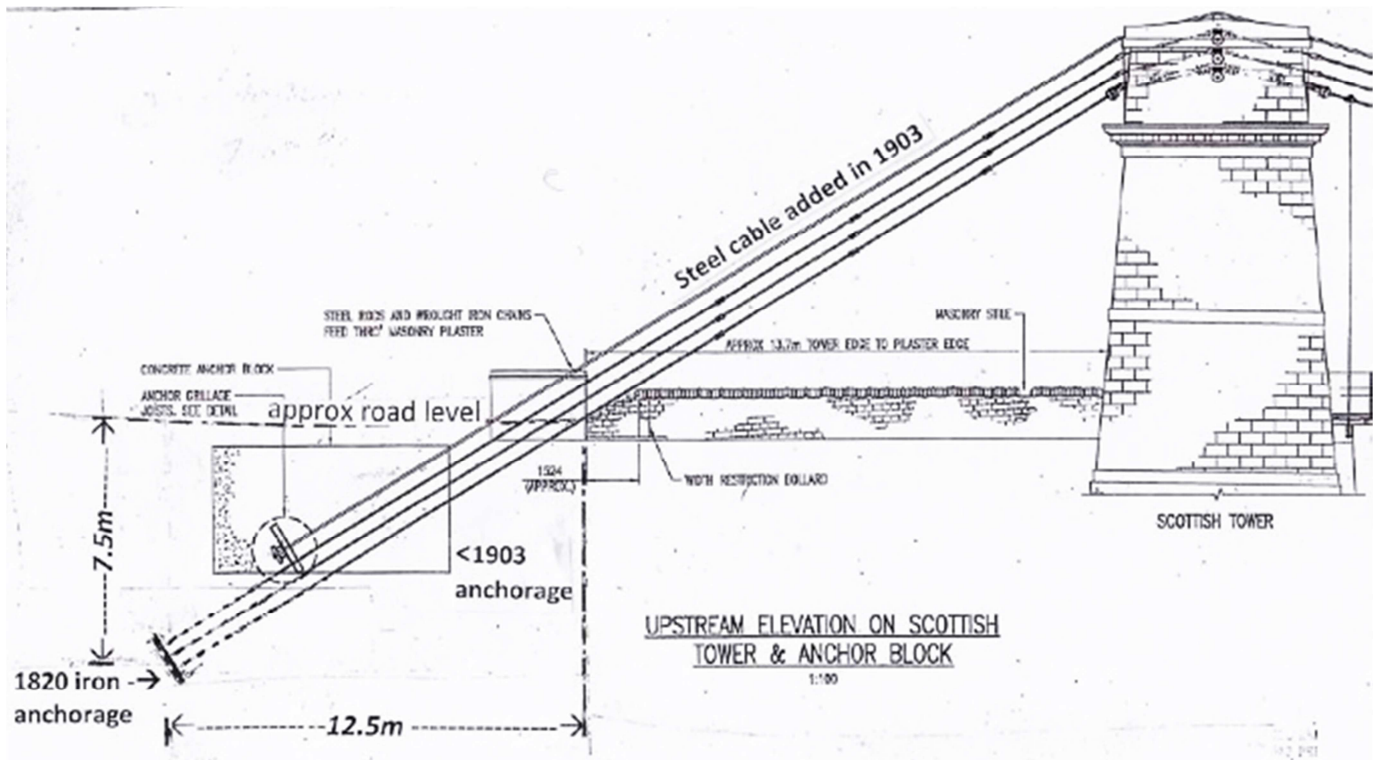 Steel cable added in 1903
STEEL RODS AND WROUGHT IRON CHAINS
FEED THRO' MASONRY PILASTER
MASONRY STILE
APPROX 13.7m TOWER EDGE TO PILASTER EDGE
CONCRETE ANCHOR BLOCK
ANCHOR GRILLAGE
JOISTS. SEE DETAIL
approx road level
1524
(APPROX.)
WIDTH RESTRICTION BOLLARD
SCOTTISH TOWER
7.5m
<1903
anchorage
UPSTREAM ELEVATION ON SCOTTISH
TOWER & ANCHOR BLOCK
1:100
1820 iron -
anchorage
12.5m